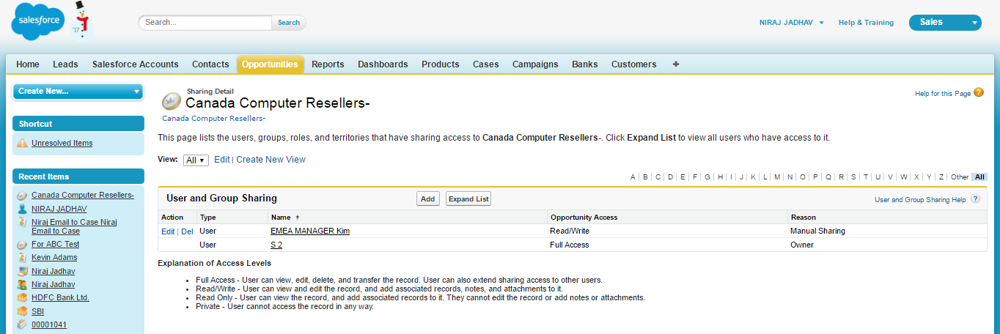 salesforce
'17
Search...
Search
NIRAJ JADHAV
Help & Training
Sales
Home Leads Salesforce Accounts Contacts Opportunities Reports Dashboards Products Cases Campaigns Banks Customers +
Create New...
Shortcut
Unresolved Items
Recent Items
Canada Computer Resellers-
NIRAJ JADHAV
Niraj Email to Case Niraj
Email to Case
For ABC Test
Kevin Adams
Niraj Jadhav
Niraj Jadhav
HDFC Bank Ltd.
SBI
00001041
Sharing Detail
Canada Computer Resellers-
Help for this Page ?
Canada Computer Resellers-
This page lists the users, groups, roles, and territories that have sharing access to Canada Computer Resellers-. Click Expand List to view all users who have access to it.
View: All Edit | Create New View
A | B | C | D | E | F | G | H | I | J | K | L | M | N | O | P | Q | R | S | T | U | V | W | X | Y | Z | Other | All
User and Group Sharing Add Expand List User and Group Sharing Help ?
Action Type Name Opportunity Access Reason
Edit | Del User EMEA MANAGER Kim Read/Write Manual Sharing
User S 2 Full Access Owner
Explanation of Access Levels
• Full Access - User can view, edit, delete, and transfer the record. User can also extend sharing access to other users.
• Read/Write - User can view and edit the record, and add associated records, notes, and attachments to it.
• Read Only - User can view the record, and add associated records to it. They cannot edit the record or add notes or attachments.
• Private - User cannot access the record in any way.